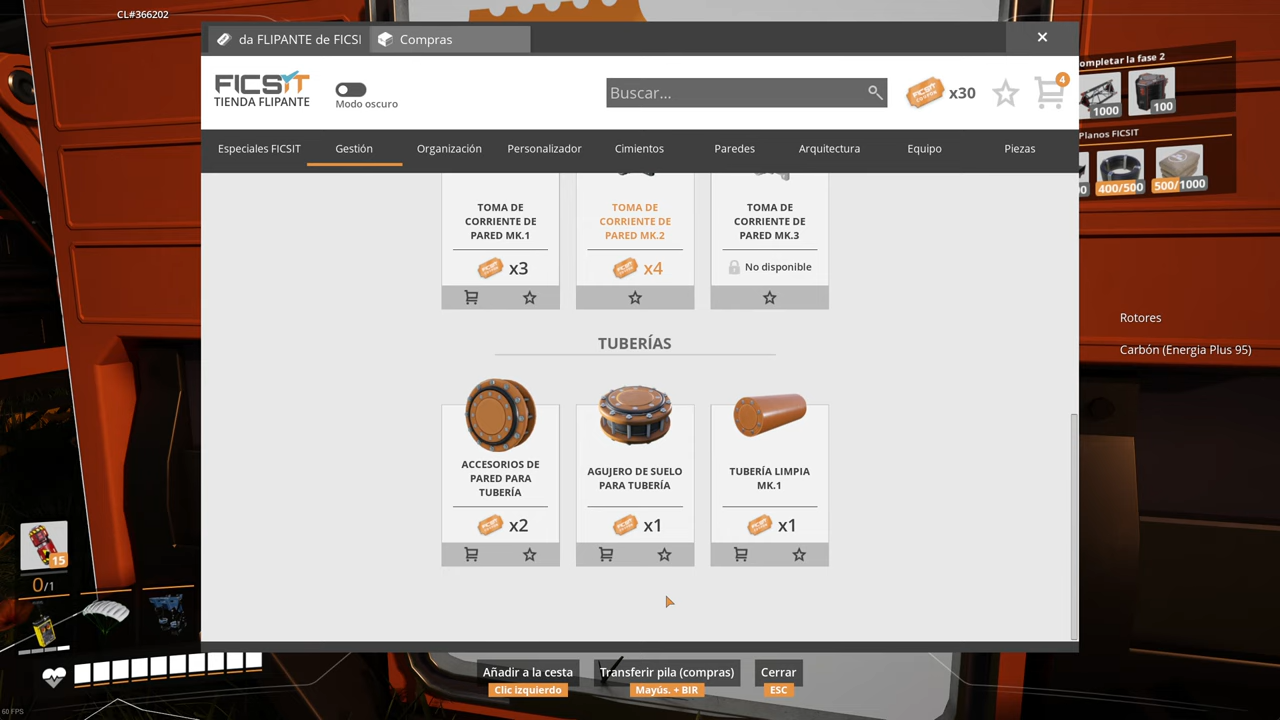 CL#366202
da FLIPANTE de FICSI
Compras
FICSIT
TIENDA FLIPANTE
Modo oscuro
Buscar...
x30
4
Especiales FICSIT
Gestión
Organización
Personalizador
Cimientos
Paredes
Arquitectura
Equipo
Piezas
TOMA DE
CORRIENTE DE
PARED MK.1
x3
TOMA DE
CORRIENTE DE
PARED MK.2
x4
TOMA DE
CORRIENTE DE
PARED MK.3
No disponible
TUBERÍAS
ACCESORIOS DE
PARED PARA
TUBERÍA
x2
AGUJERO DE SUELO
PARA TUBERÍA
x1
TUBERÍA LIMPIA
MK.1
x1
Añadir a la cesta
Clic izquierdo
Transferir pila (compras)
Mayús. + BIR
Cerrar
ESC
ompletar la fase 2
1000
100
Planos FICSIT
400/500
500/1000
Rotores
Carbón (Energia Plus 95)
15
0/1
60 FPS